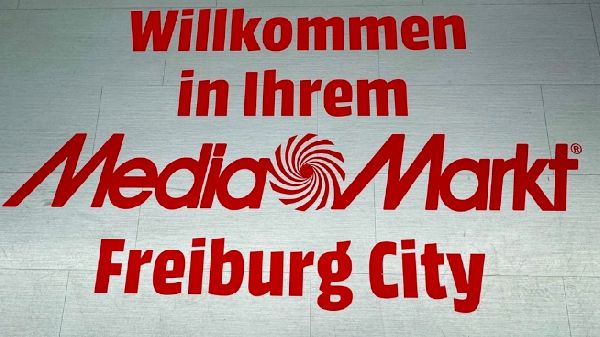 Willkommen
in Ihrem
MediaMarkt®
Freiburg City